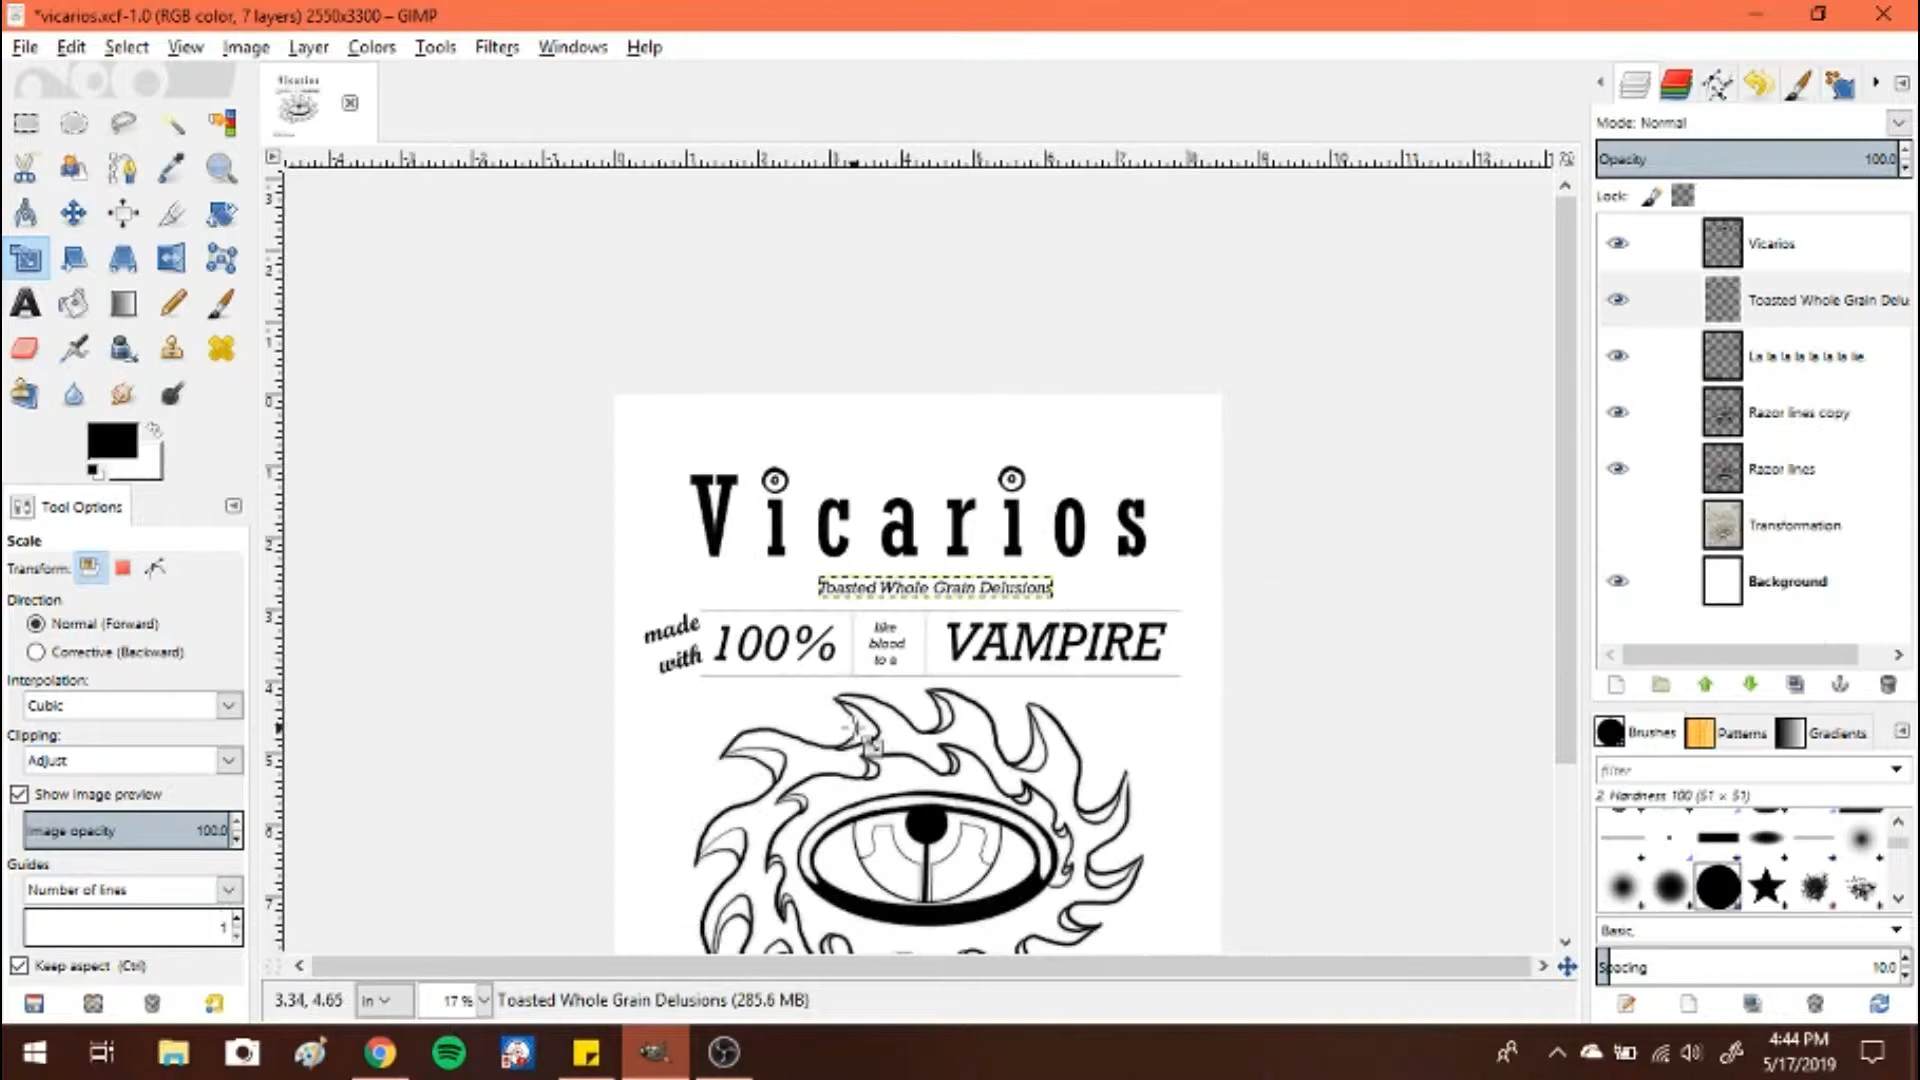 *vicarios.xcf-1.0 (RGB color, 7 layers) 2550x3300 – GIMP
File Edit Select View Image Layer Colors Tools Filters Windows Help
Mode: Normal
Opacity 100.0
Lock:
Vicarios
Toasted Whole Grain Delu
La la la la la la la lie
Razor lines copy
Razor lines
Transformation
Background
Tool Options
Scale
Transform:
Direction
Normal (Forward)
Corrective (Backward)
Interpolation:
Cubic
Clipping:
Adjust
Show image preview
Image opacity 100.0
Guides
Number of lines
1
Keep aspect (Ctrl)
Vicarios
Toasted Whole Grain Delusions
made with
100%
like
blood
to a
VAMPIRE
Brushes Patterns Gradients
filter
2. Hardness 100 (51 × 51)
Basic,
Spacing 10.0
3.34, 4.65 in 17 % Toasted Whole Grain Delusions (285.6 MB)
4:44 PM
5/17/2019